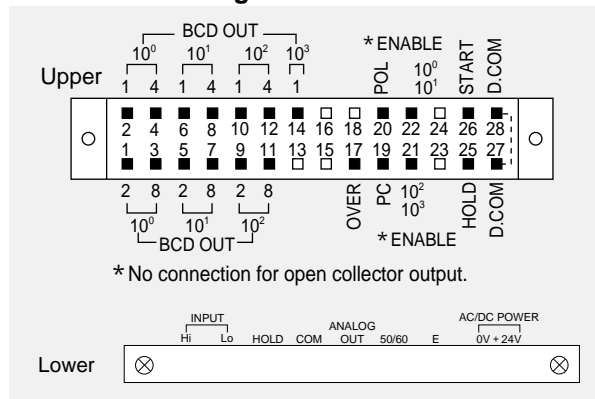 BCD OUT
10⁰ 10¹ 10² 10³ *ENABLE
10⁰
10¹
Upper 1 4 1 4 1 4 1 POL START D.COM
2 4 6 8 10 12 14 16 18 20 22 24 26 28
1 3 5 7 9 11 13 15 17 19 21 23 25 27
2 8 2 8 2 8 OVER PC 10² HOLD D.COM
10³
10⁰ 10¹ 10²
BCD OUT *ENABLE
*No connection for open collector output.
INPUT ANALOG AC/DC POWER
Hi Lo HOLD COM OUT 50/60 E 0V + 24V
Lower